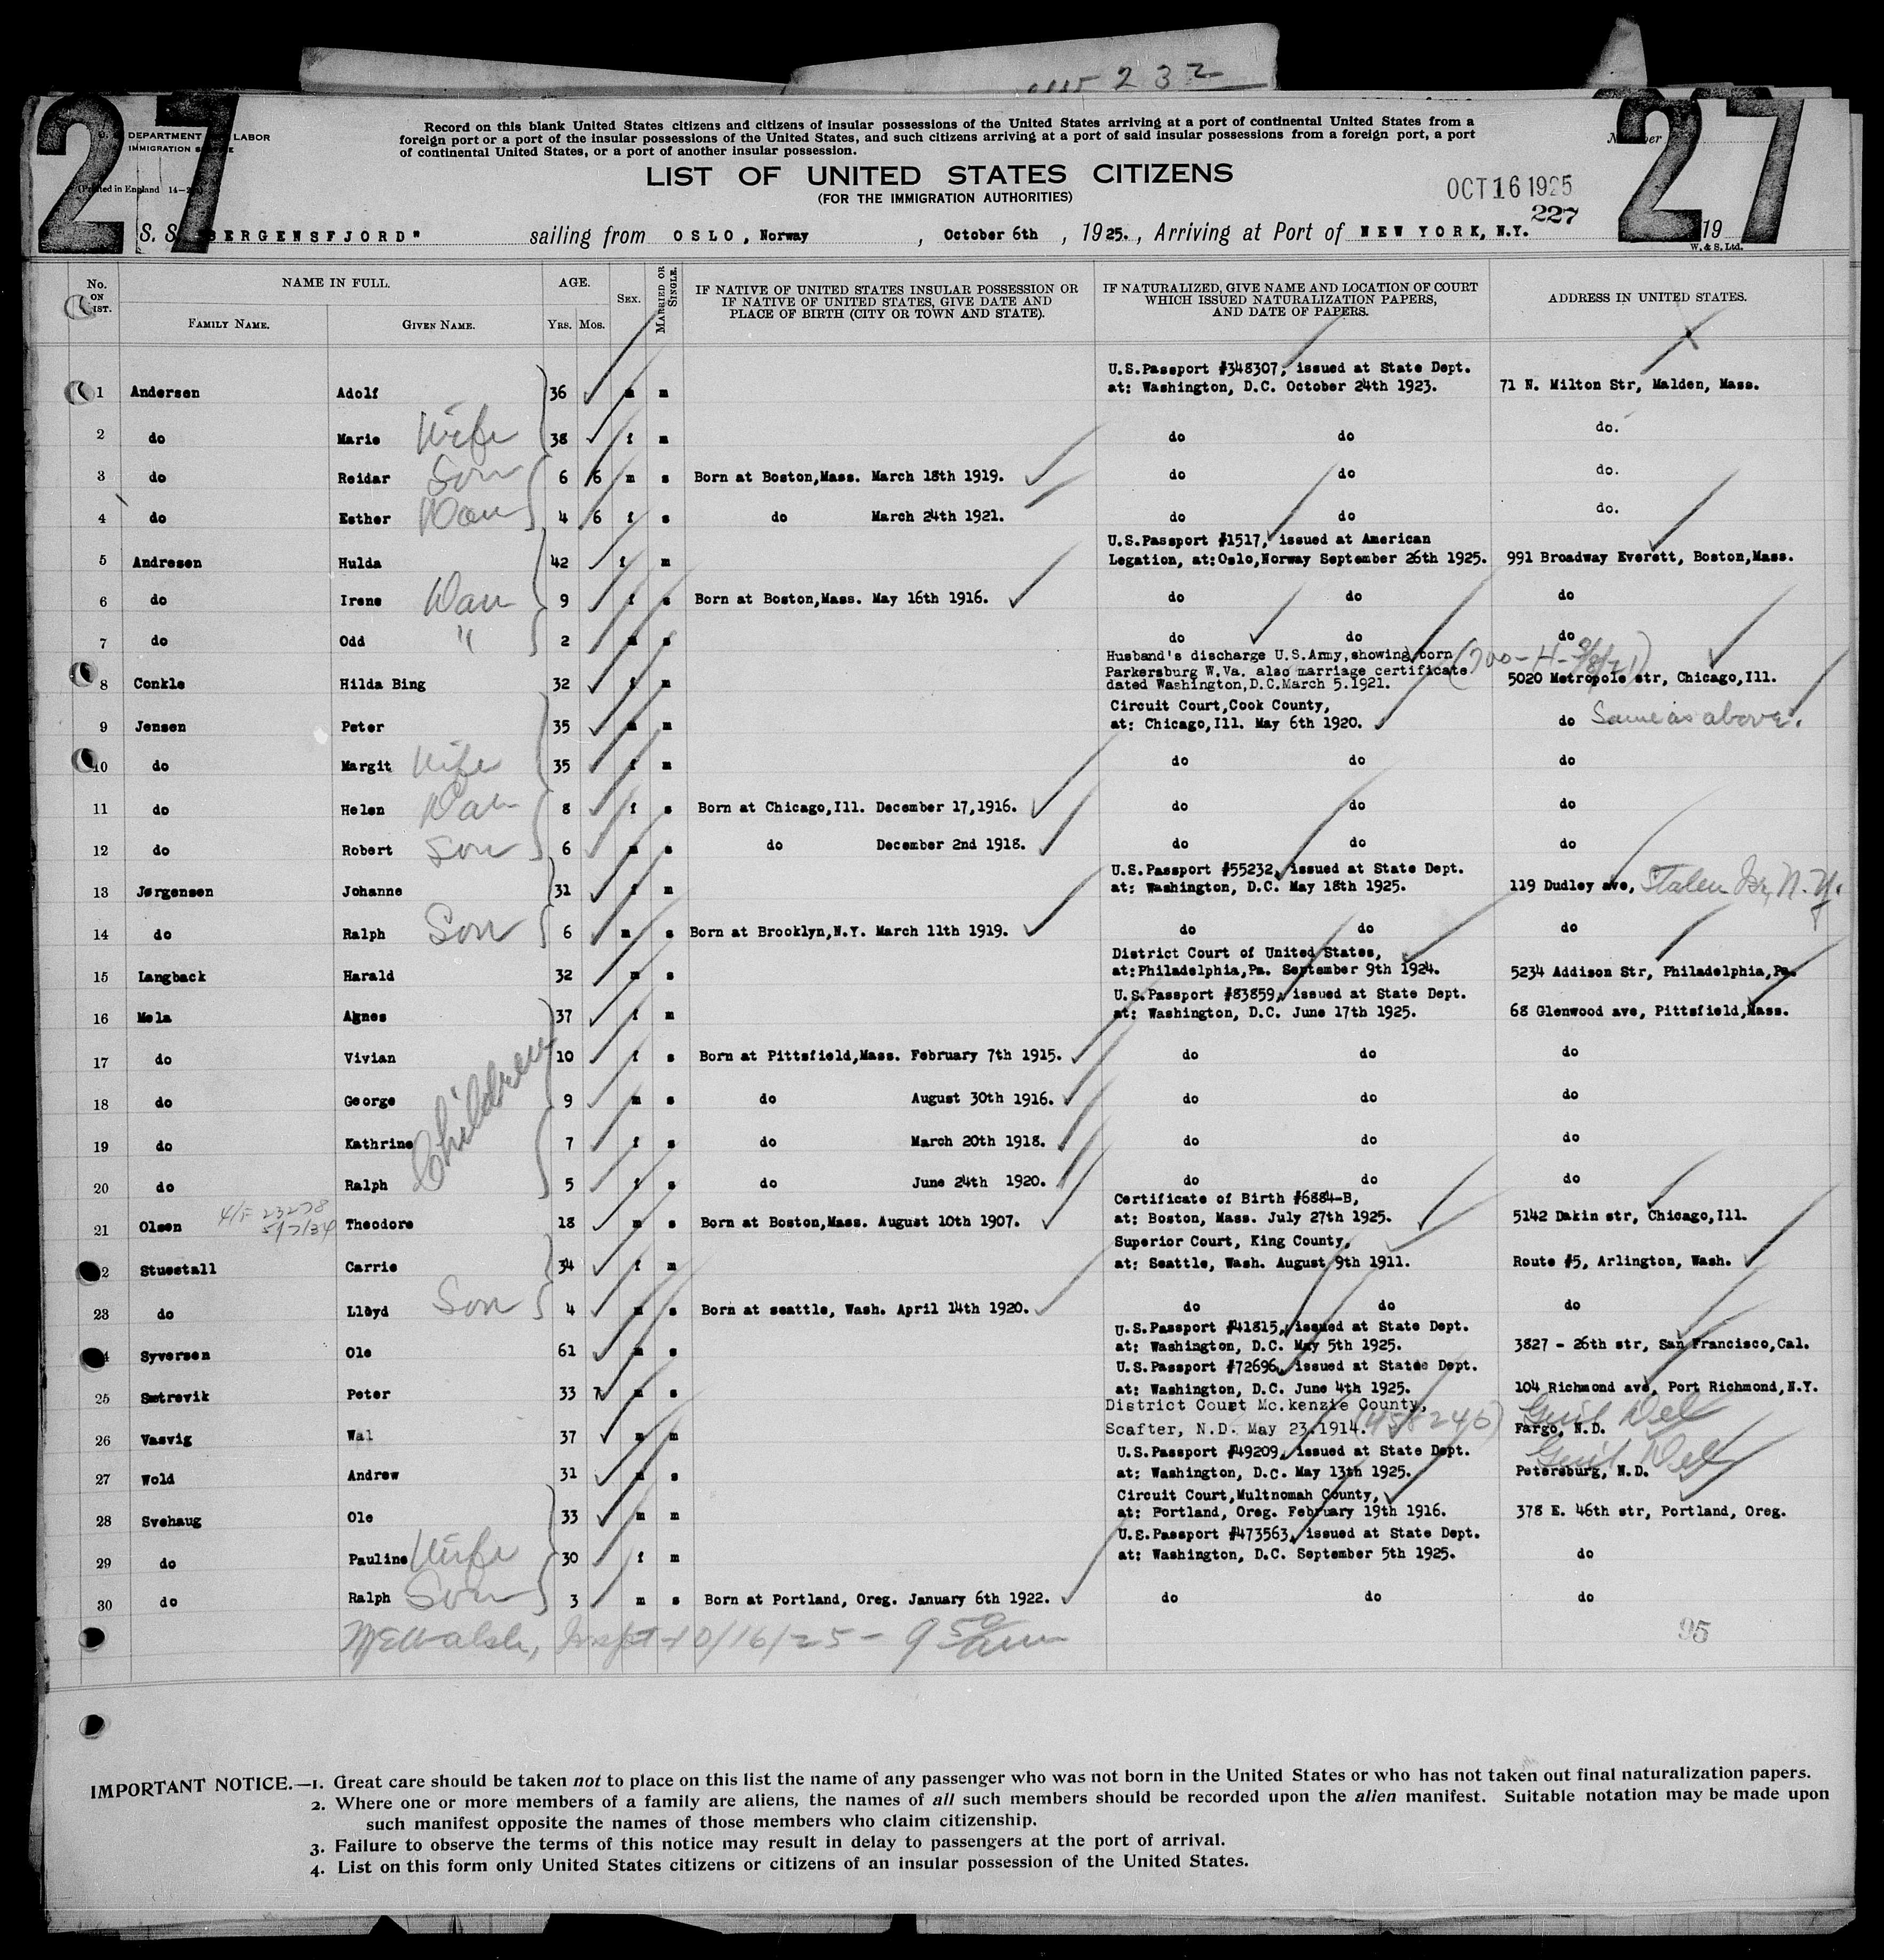 232
27 27
DEPARTMENT LABOR
IMMIGRATION
(Printed in England 14-
Record on this blank United States citizens and citizens of insular possessions of the United States arriving at a port of continental United States from a
foreign port or a port of the insular possessions of the United States, and such citizens arriving at a port of said insular possessions from a foreign port, a port
of continental United States, or a port of another insular possession.
LIST OF UNITED STATES CITIZENS
(FOR THE IMMIGRATION AUTHORITIES)
OCT 16 1925
227
S. S. "BERGENSFJORD" sailing from OSLO, Norway, October 6th, 1925., Arriving at Port of NEW YORK, N.Y. 19
W. & S. Ltd.
No. ON LIST. NAME IN FULL. FAMILY NAME. GIVEN NAME. AGE. YRS. MOS. SEX. MARRIED OR SINGLE. IF NATIVE OF UNITED STATES INSULAR POSSESSION OR IF NATIVE OF UNITED STATES, GIVE DATE AND PLACE OF BIRTH (CITY OR TOWN AND STATE). IF NATURALIZED, GIVE NAME AND LOCATION OF COURT WHICH ISSUED NATURALIZATION PAPERS, AND DATE OF PAPERS. ADDRESS IN UNITED STATES.
U.S.Passport #348307, issued at State Dept.
1 Andersen Adolf 36 m m at: Washington, D.C. October 24th 1923. 71 N. Milton Str, Malden, Mass.
2 do Marie Wife 38 f m do do do.
3 do Reidar Son 6 6 m s Born at Boston,Mass. March 18th 1919. do do do.
4 do Esther Dau 4 6 f s do March 24th 1921. do do do.
U.S.Passport #1517, issued at American
5 Andresen Hulda 42 f m Legation, at:Oslo,Norway September 26th 1925. 991 Broadway Everett, Boston,Mass.
6 do Irene Dau 9 f s Born at Boston,Mass. May 16th 1916. do do do
7 do Odd " 2 m s do do do
Husband's discharge U.S.Army,showing born
Parkersburg W.Va. also marriage certificate
8 Conkle Hilda Bing 32 f m dated Washington,D.C.March 5.1921. 5020 Metropole str, Chicago,Ill.
Circuit Court,Cook County,
9 Jensen Peter 35 m m at: Chicago,Ill. May 6th 1920. do Same as above.
10 do Margit Wife 35 f m do do do
11 do Helen Dau 8 f s Born at Chicago,Ill. December 17,1916. do do do
12 do Robert Son 6 m s do December 2nd 1918. do do do
U.S.Passport #55232, issued at State Dept.
13 Jørgensen Johanne 31 f m at: Washington, D.C. May 18th 1925. 119 Dudley ave, Staten Is, N.Y.
14 do Ralph Son 6 m s Born at Brooklyn,N.Y. March 11th 1919. do do do
District Court of United States,
15 Langback Harald 32 m s at:Philadelphia,Pa. September 9th 1924. 5234 Addison Str, Philadelphia,Pa.
U.S.Passport #83859, issued at State Dept.
16 Mela Agnes 37 f m at: Washington, D.C. June 17th 1925. 68 Glenwood ave, Pittsfield,Mass.
Children
17 do Vivian 10 f s Born at Pittsfield,Mass. February 7th 1915. do do do
18 do George 9 m s do August 30th 1916. do do do
19 do Kathrine 7 f s do March 20th 1918. do do do
20 do Ralph 5 f s do June 24th 1920. do do do
Certificate of Birth #6884-B,
21 Olsen Theodore 18 m s Born at Boston,Mass. August 10th 1907. at: Boston, Mass. July 27th 1925. 5142 Dakin str, Chicago,Ill.
Superior Court, King County,
2 Stuestall Carrie 34 f m at: Seattle, Wash. August 9th 1911. Route #5, Arlington, Wash.
23 do Lloyd Son 4 m s Born at seattle, Wash. April 14th 1920. do do do
U.S.Passport #41815, issued at State Dept.
4 Syversen Ole 61 m s at: Washington, D.C. May 5th 1925. 3827 - 26th str, San Francisco,Cal.
U.S.Passport #72696, issued at State Dept.
25 Sætrevik Peter 33 7 m s at: Washington, D.C. June 4th 1925. 104 Richmond ave, Port Richmond,N.Y.
District Court Mc.kenzie County,
26 Vasvig Wal 37 m m Scafter, N.D. May 23.1914. (458246) Fargo, N.D.
U.S.Passport #49209, issued at State Dept.
27 Wold Andrew 31 m s at: Washington, D.C. May 13th 1925. Petersburg, N.D.
Circuit Court,Multnomah County,
28 Svehaug Ole 33 m m at: Portland, Oreg. February 19th 1916. 378 E. 46th str, Portland, Oreg.
U.S.Passport #473563, issued at State Dept.
29 do Pauline Wife 30 f m at: Washington, D.C. September 5th 1925. do
30 do Ralph Son 3 m s Born at Portland, Oreg. January 6th 1922. do do do
Walsh, Inspt 10/16/25 - 9 50 am
95
IMPORTANT NOTICE.—1. Great care should be taken not to place on this list the name of any passenger who was not born in the United States or who has not taken out final naturalization papers.
2. Where one or more members of a family are aliens, the names of all such members should be recorded upon the alien manifest. Suitable notation may be made upon
such manifest opposite the names of those members who claim citizenship.
3. Failure to observe the terms of this notice may result in delay to passengers at the port of arrival.
4. List on this form only United States citizens or citizens of an insular possession of the United States.